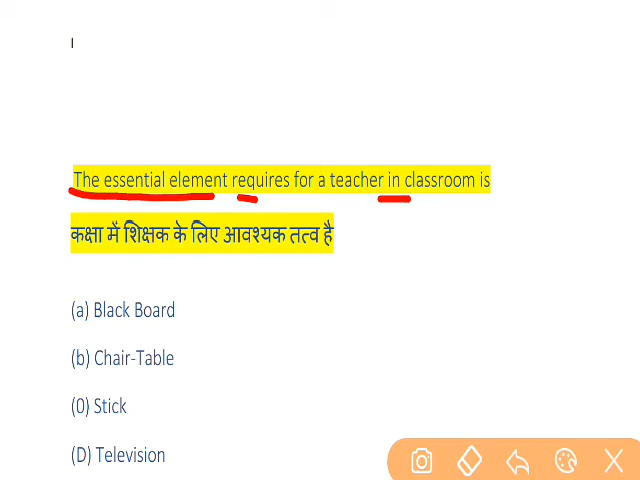 The essential element requires for a teacher in classroom is
कक्षा में शिक्षक के लिए आवश्यक तत्व है
(a) Black Board
(b) Chair-Table
(0) Stick
(D) Television